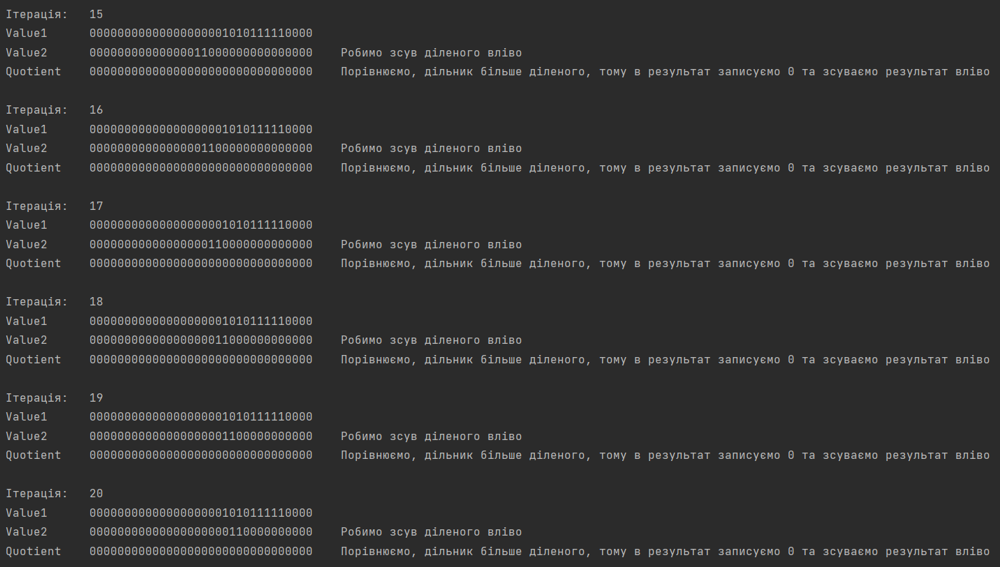 Ітерація: 15
Value1 00000000000000000001010111110000
Value2 00000000000000011000000000000000 Робимо зсув діленого вліво
Quotient 00000000000000000000000000000000 Порівнюємо, дільник більше діленого, тому в результат записуємо 0 та зсуваємо результат вліво
Ітерація: 16
Value1 00000000000000000001010111110000
Value2 00000000000000001100000000000000 Робимо зсув діленого вліво
Quotient 00000000000000000000000000000000 Порівнюємо, дільник більше діленого, тому в результат записуємо 0 та зсуваємо результат вліво
Ітерація: 17
Value1 00000000000000000001010111110000
Value2 00000000000000000110000000000000 Робимо зсув діленого вліво
Quotient 00000000000000000000000000000000 Порівнюємо, дільник більше діленого, тому в результат записуємо 0 та зсуваємо результат вліво
Ітерація: 18
Value1 00000000000000000001010111110000
Value2 00000000000000000011000000000000 Робимо зсув діленого вліво
Quotient 00000000000000000000000000000000 Порівнюємо, дільник більше діленого, тому в результат записуємо 0 та зсуваємо результат вліво
Ітерація: 19
Value1 00000000000000000001010111110000
Value2 00000000000000000001100000000000 Робимо зсув діленого вліво
Quotient 00000000000000000000000000000000 Порівнюємо, дільник більше діленого, тому в результат записуємо 0 та зсуваємо результат вліво
Ітерація: 20
Value1 00000000000000000001010111110000
Value2 00000000000000000000110000000000 Робимо зсув діленого вліво
Quotient 00000000000000000000000000000000 Порівнюємо, дільник більше діленого, тому в результат записуємо 0 та зсуваємо результат вліво